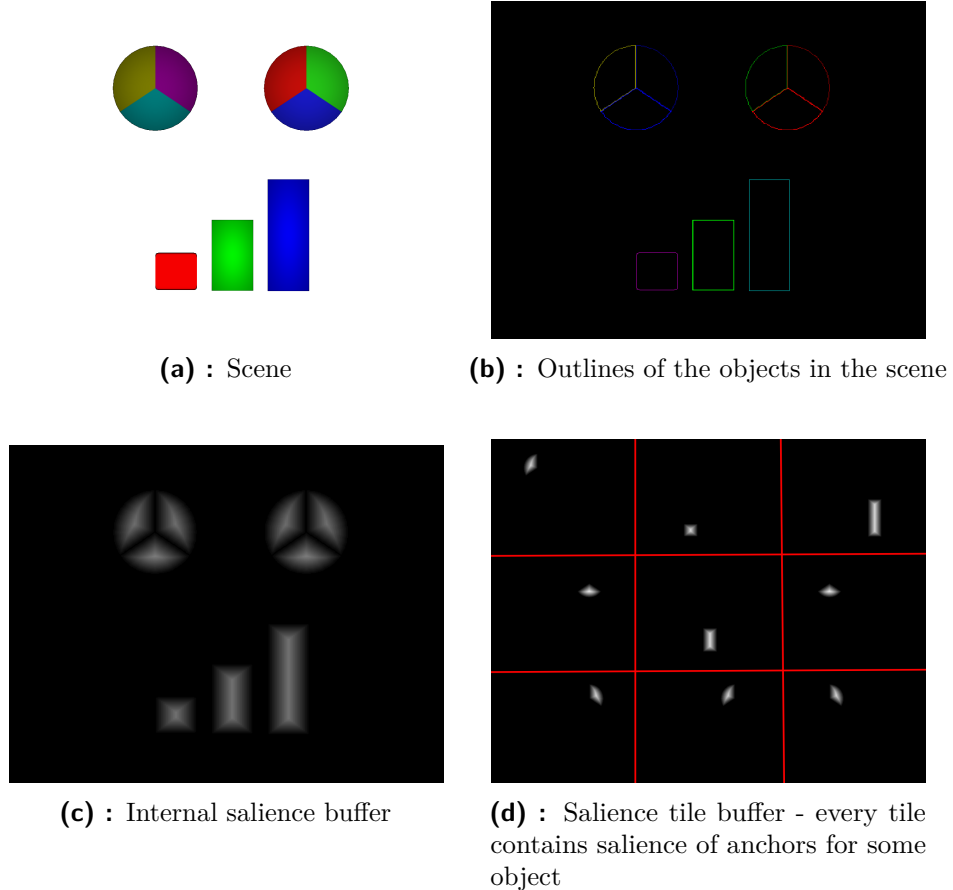 (a) : Scene
(b) : Outlines of the objects in the scene
(c) : Internal salience buffer
(d) : Salience tile buffer - every tile
contains salience of anchors for some
object